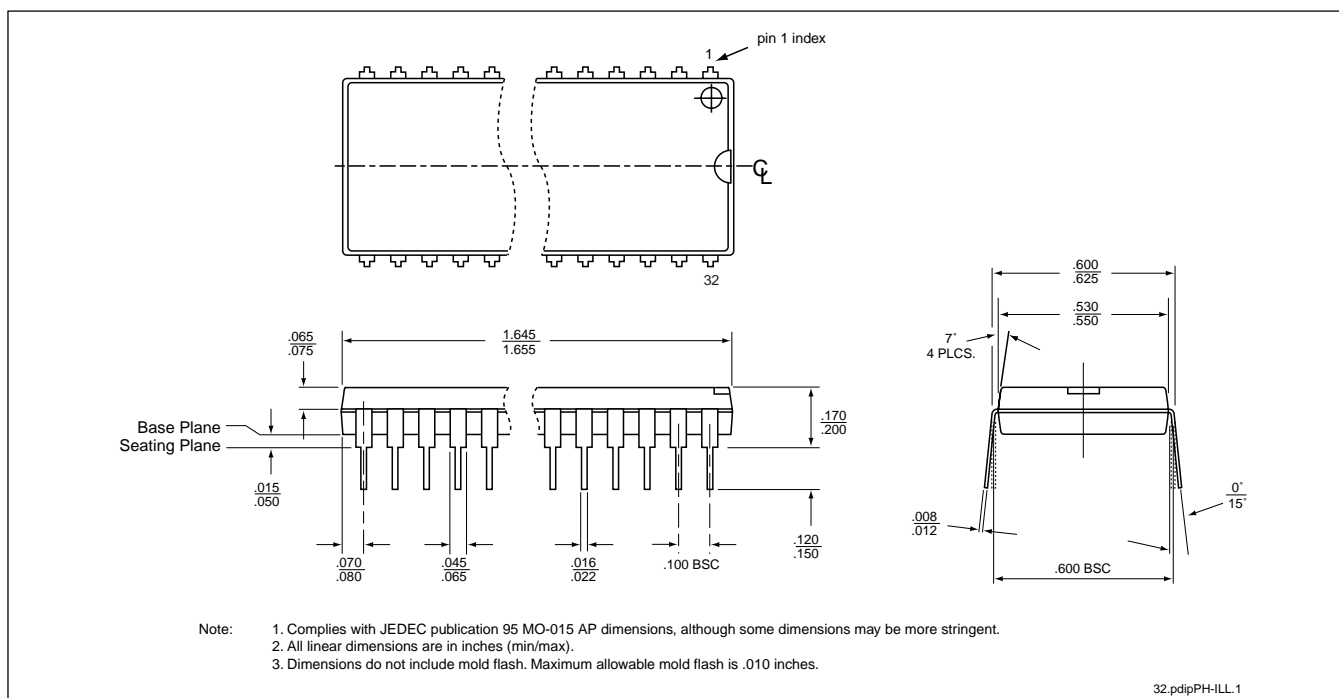 pin 1 index
1
℄
32
.600
.625
.530
.550
7°
4 PLCS.
.065
.075
1.645
1.655
Base Plane
Seating Plane
.170
.200
.015
.050
.070
.080
.045
.065
.016
.022
.100 BSC
.120
.150
.008
.012
0°
15°
.600 BSC
Note:
1. Complies with JEDEC publication 95 MO-015 AP dimensions, although some dimensions may be more stringent.
2. All linear dimensions are in inches (min/max).
3. Dimensions do not include mold flash. Maximum allowable mold flash is .010 inches.
32.pdipPH-ILL.1